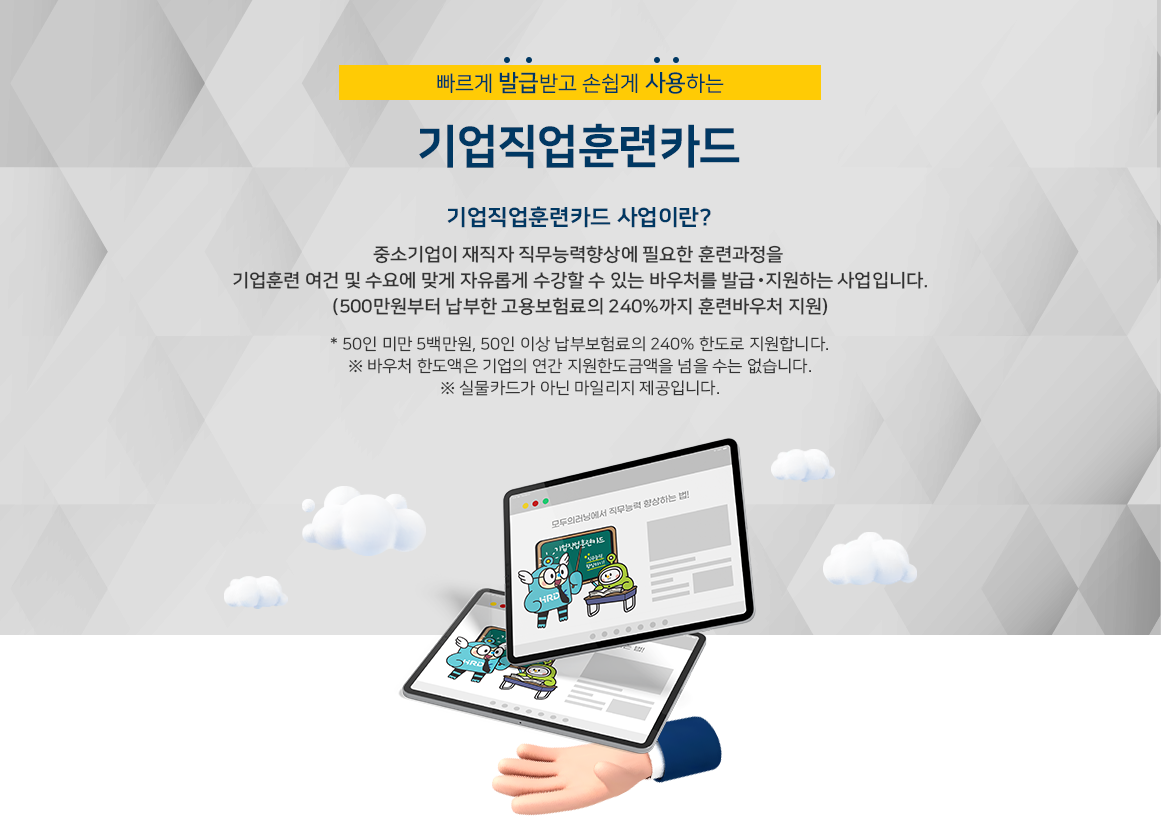 빠르게 발급받고 손쉽게 사용하는
기업직업훈련카드
기업직업훈련카드 사업이란?
중소기업이 재직자 직무능력향상에 필요한 훈련과정을
기업훈련 여건 및 수요에 맞게 자유롭게 수강할 수 있는 바우처를 발급•지원하는 사업입니다.
(500만원부터 납부한 고용보험료의 240%까지 훈련바우처 지원)
* 50인 미만 5백만원, 50인 이상 납부보험료의 240% 한도로 지원합니다.
※ 바우처 한도액은 기업의 연간 지원한도금액을 넘을 수는 없습니다.
※ 실물카드가 아닌 마일리지 제공입니다.
모두의러닝에서 직무능력 향상하는 법!
기업직업훈련카드
HRD
는 법!
HRD